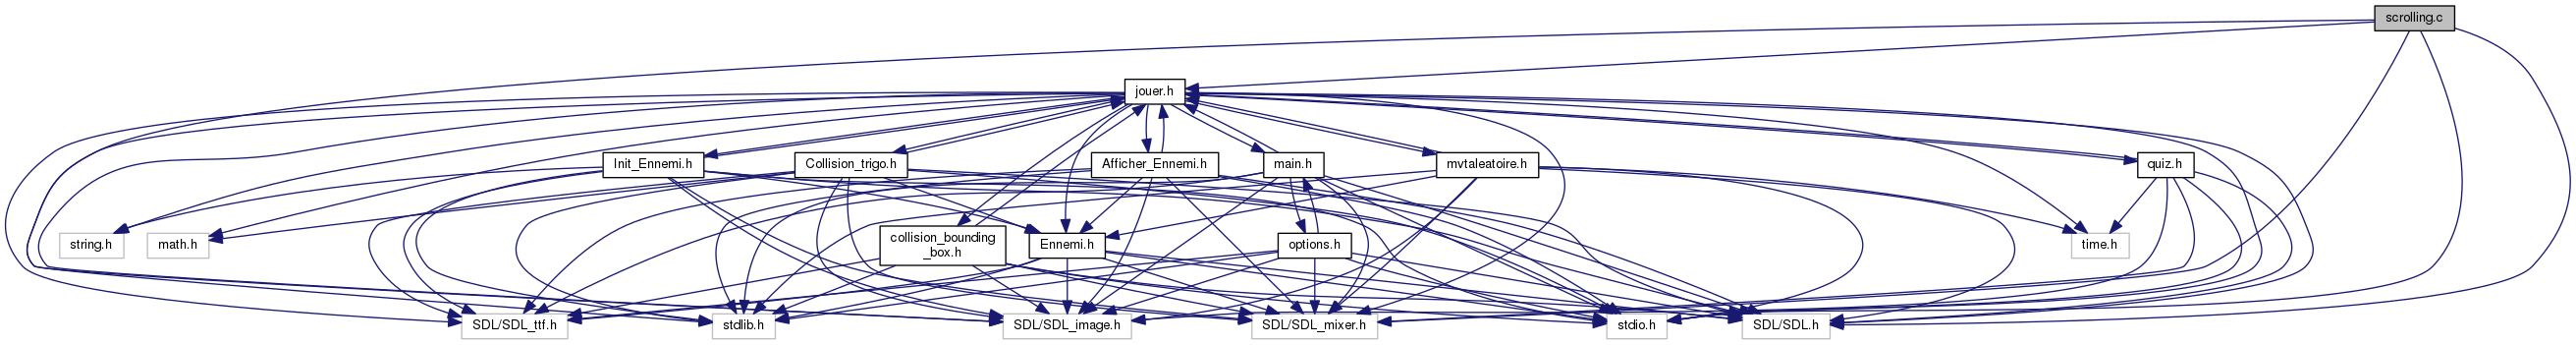 scrolling.c
jouer.h
Init_Ennemi.h
Collision_trigo.h
Afficher_Ennemi.h
main.h
mvtaleatoire.h
quiz.h
string.h
math.h
collision_bounding
_box.h
Ennemi.h
options.h
time.h
SDL/SDL_ttf.h
stdlib.h
SDL/SDL_image.h
SDL/SDL_mixer.h
stdio.h
SDL/SDL.h